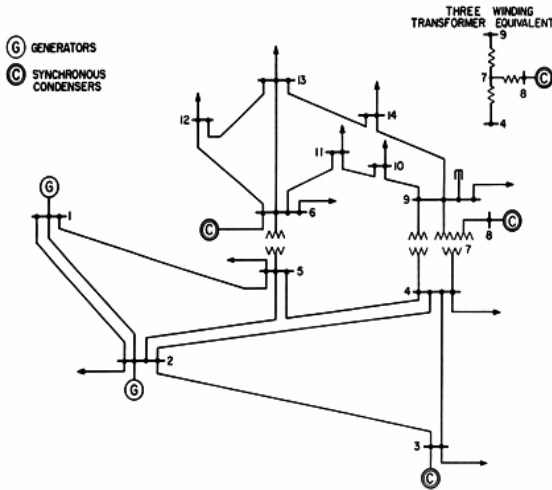 THREE WINDING
TRANSFORMER EQUIVALENT
9
7
C
8
4
G GENERATORS
C SYNCHRONOUS
CONDENSERS
13
12
14
11
10
G
1
9
C
6
8
C
7
5
4
2
G
3
C